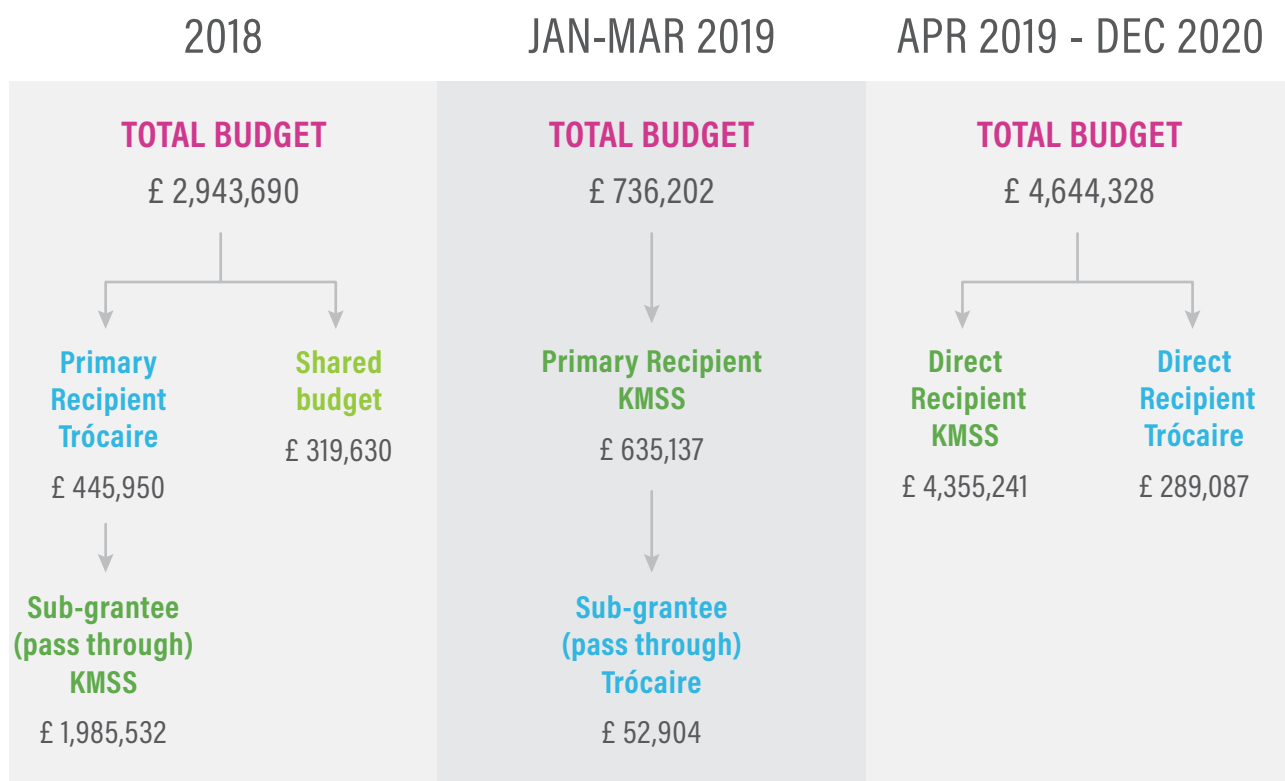 2018
TOTAL BUDGET
£ 2,943,690
Primary
Recipient
Trócaire
£ 445,950
Sub-grantee
(pass through)
KMSS
£ 1,985,532
Shared
budget
£ 319,630
JAN-MAR 2019
TOTAL BUDGET
£ 736,202
Primary Recipient
KMSS
£ 635,137
Sub-grantee
(pass through)
Trócaire
£ 52,904
APR 2019 - DEC 2020
TOTAL BUDGET
£ 4,644,328
Direct
Recipient
KMSS
£ 4,355,241
Direct
Recipient
Trócaire
£ 289,087